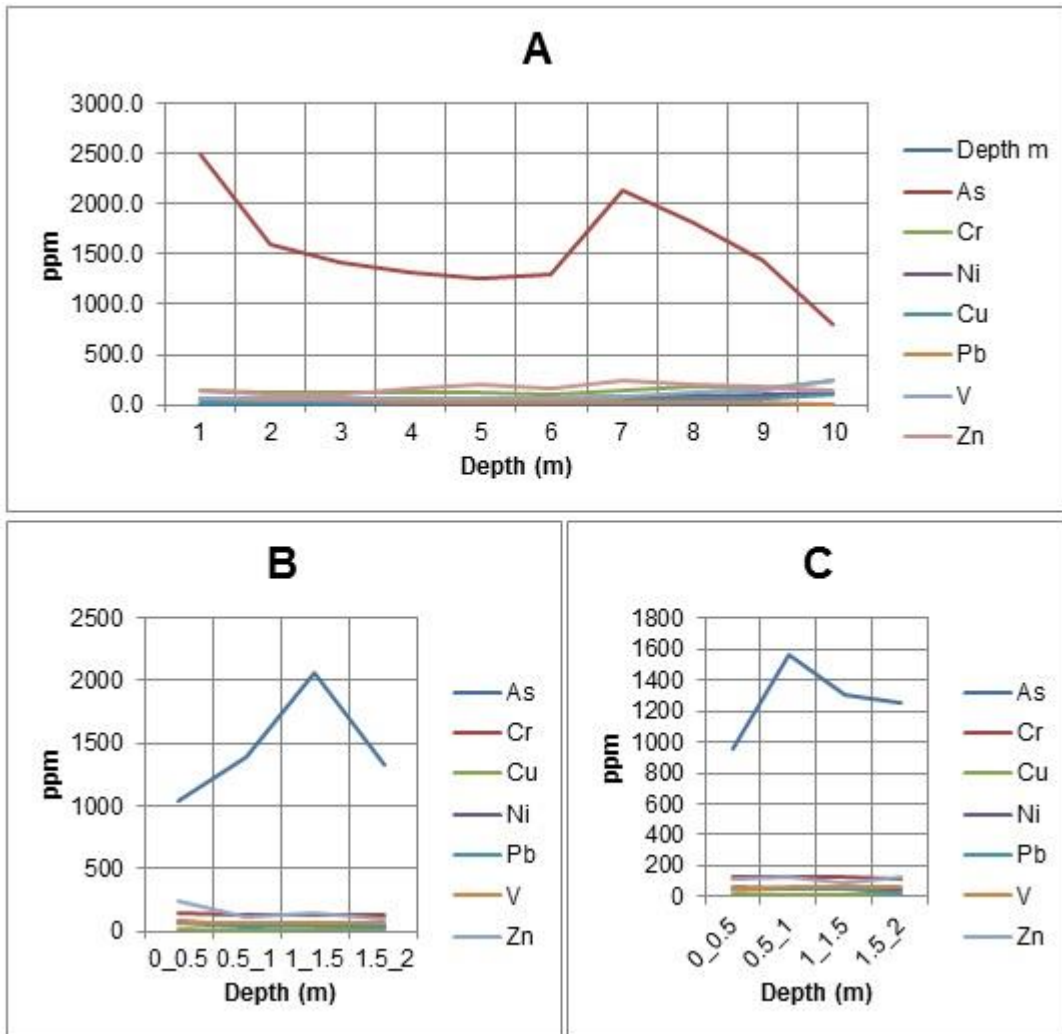 A
3000.0
2500.0
2000.0
1500.0
1000.0
500.0
0.0
ppm
1 2 3 4 5 6 7 8 9 10
Depth (m)
Depth m
As
Cr
Ni
Cu
Pb
V
Zn
B
2500
2000
1500
1000
500
0
ppm
0_0.5 0.5_1 1_1.5 1.5_2
Depth (m)
As
Cr
Cu
Ni
Pb
V
Zn
C
1800
1600
1400
1200
1000
800
600
400
200
0
ppm
0_0.5 0.5_1 1_1.5 1.5_2
Depth (m)
As
Cr
Cu
Ni
Pb
V
Zn